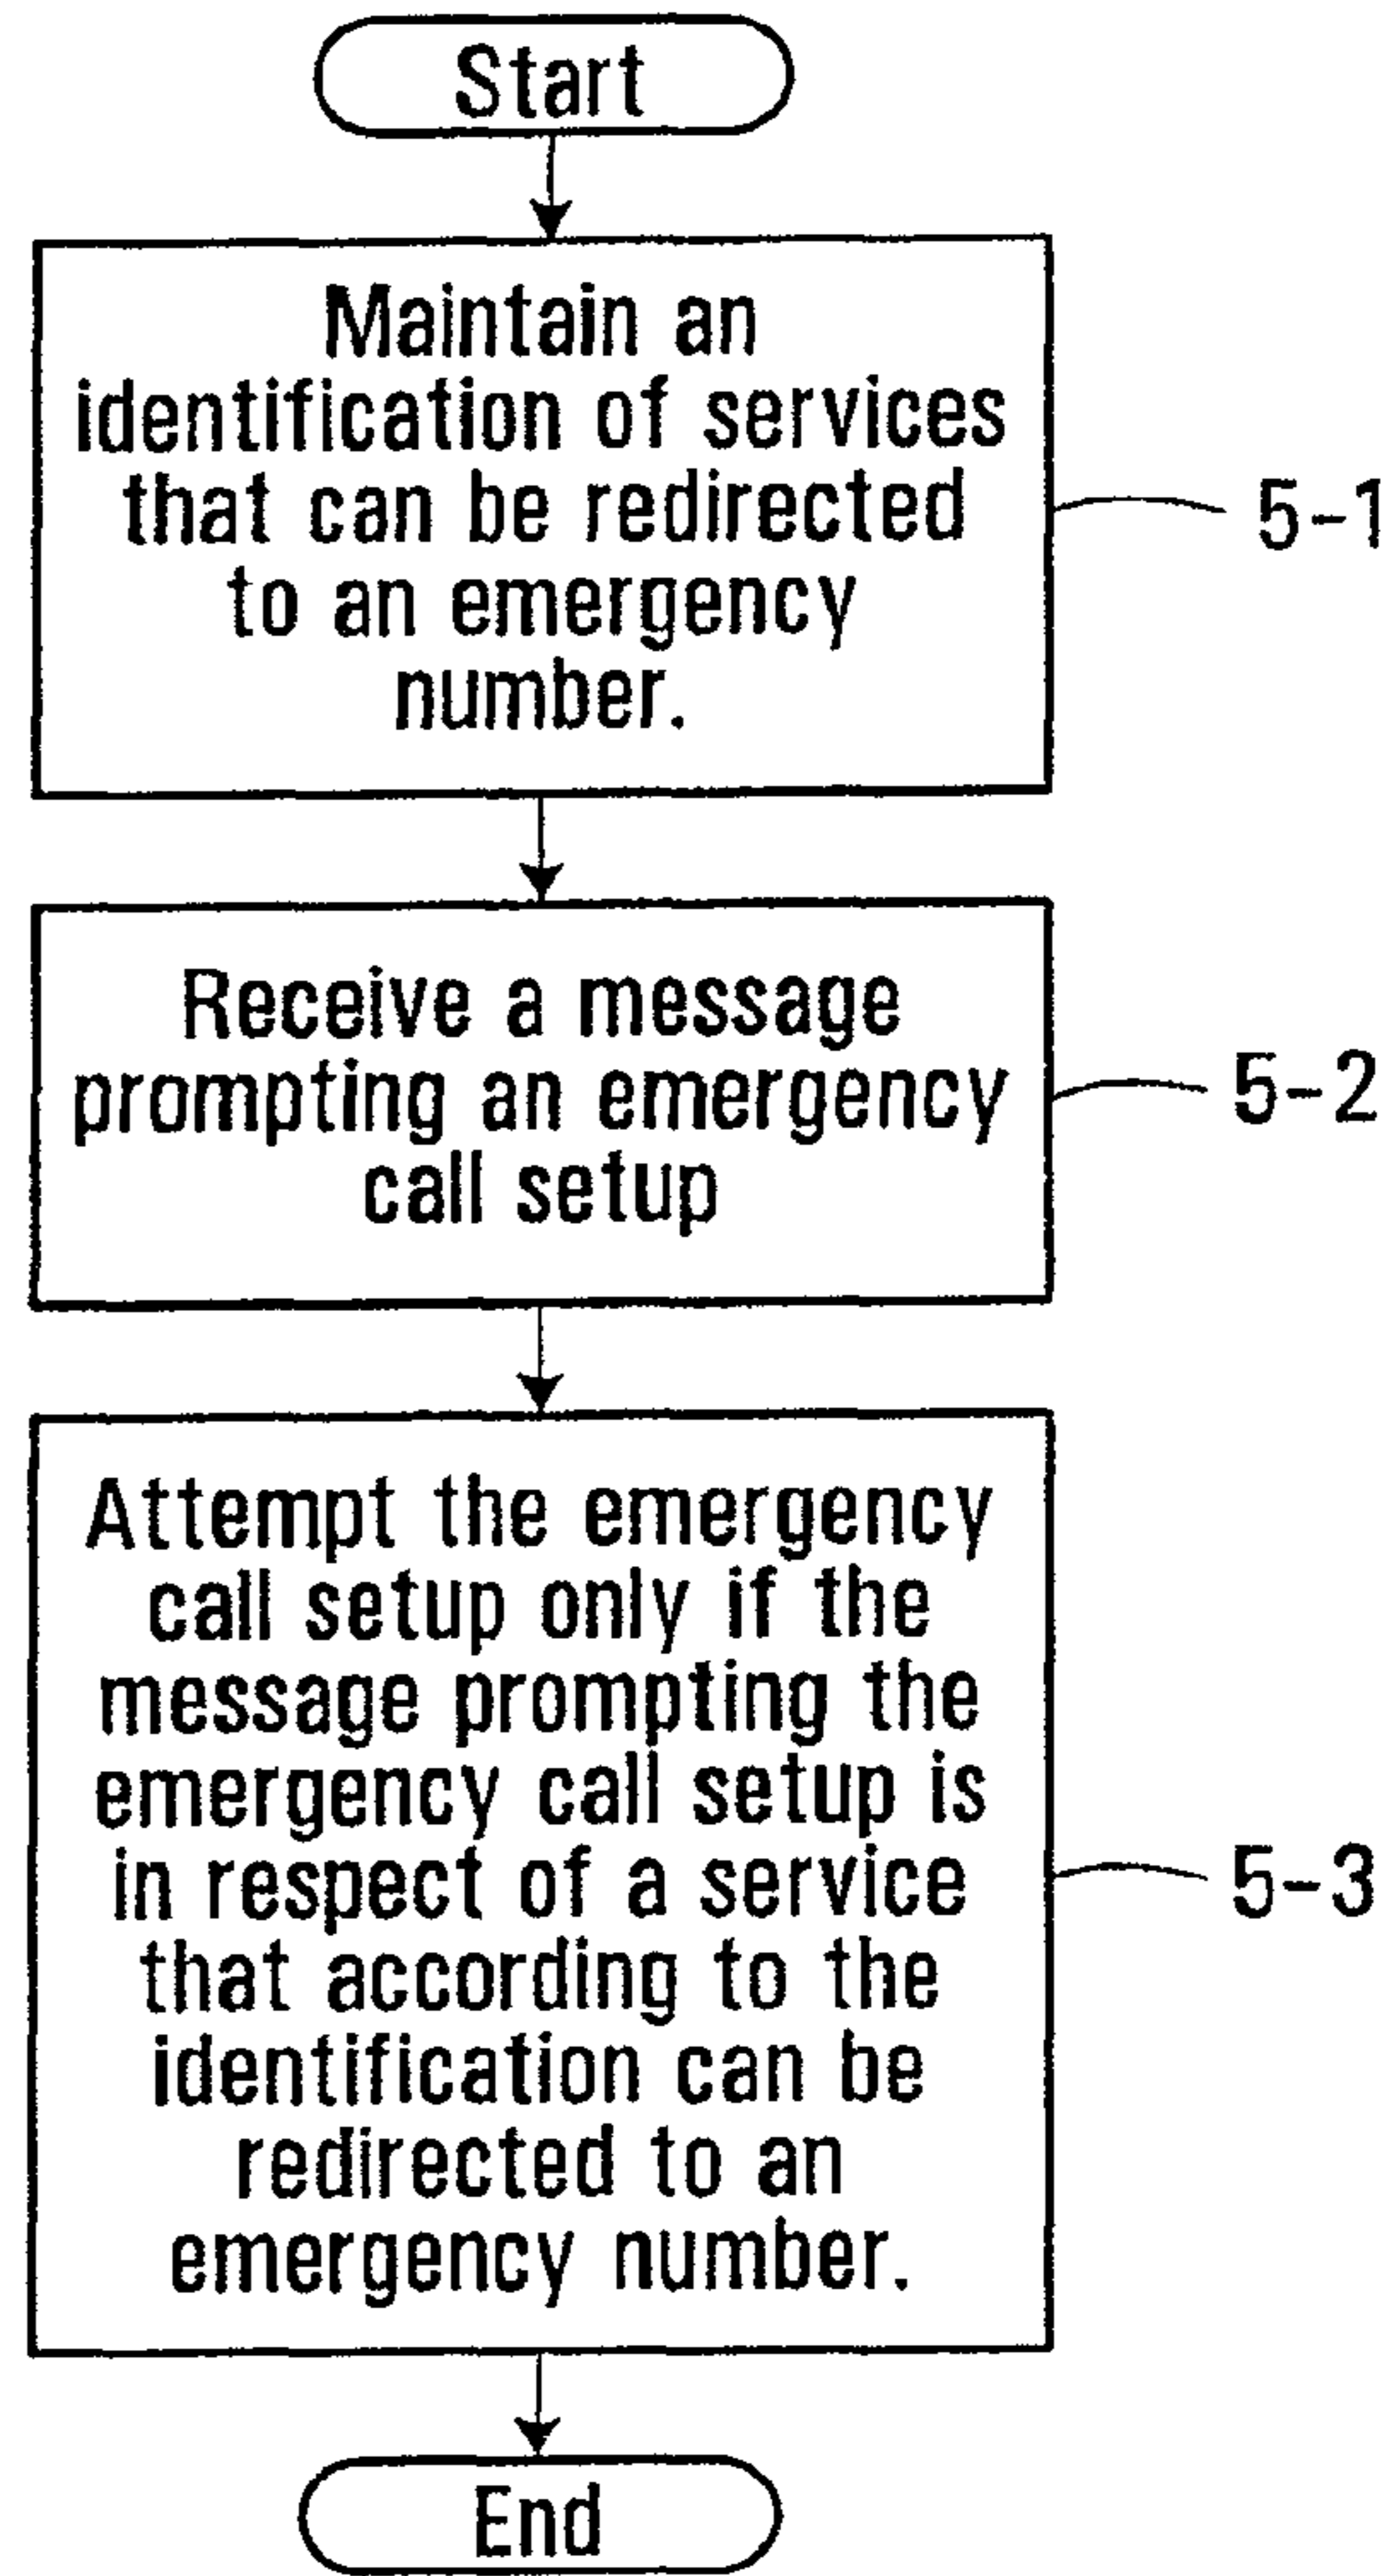 Start
Maintain an
identification of services
that can be redirected
to an emergency
number.
5-1
Receive a message
prompting an emergency
call setup
5-2
Attempt the emergency
call setup only if the
message prompting the
emergency call setup is
in respect of a service
that according to the
identification can be
redirected to an
emergency number.
5-3
End